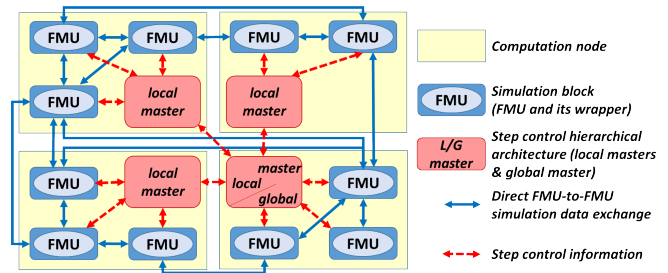 FMU
FMU
FMU
FMU
FMU
local
master
local
master
FMU
FMU
FMU
FMU
local
master
master
local
global
FMU
FMU
FMU
Computation node
FMU
Simulation block
(FMU and its wrapper)
L/G
master
Step control hierarchical
architecture (local masters
& global master)
Direct FMU-to-FMU
simulation data exchange
Step control information